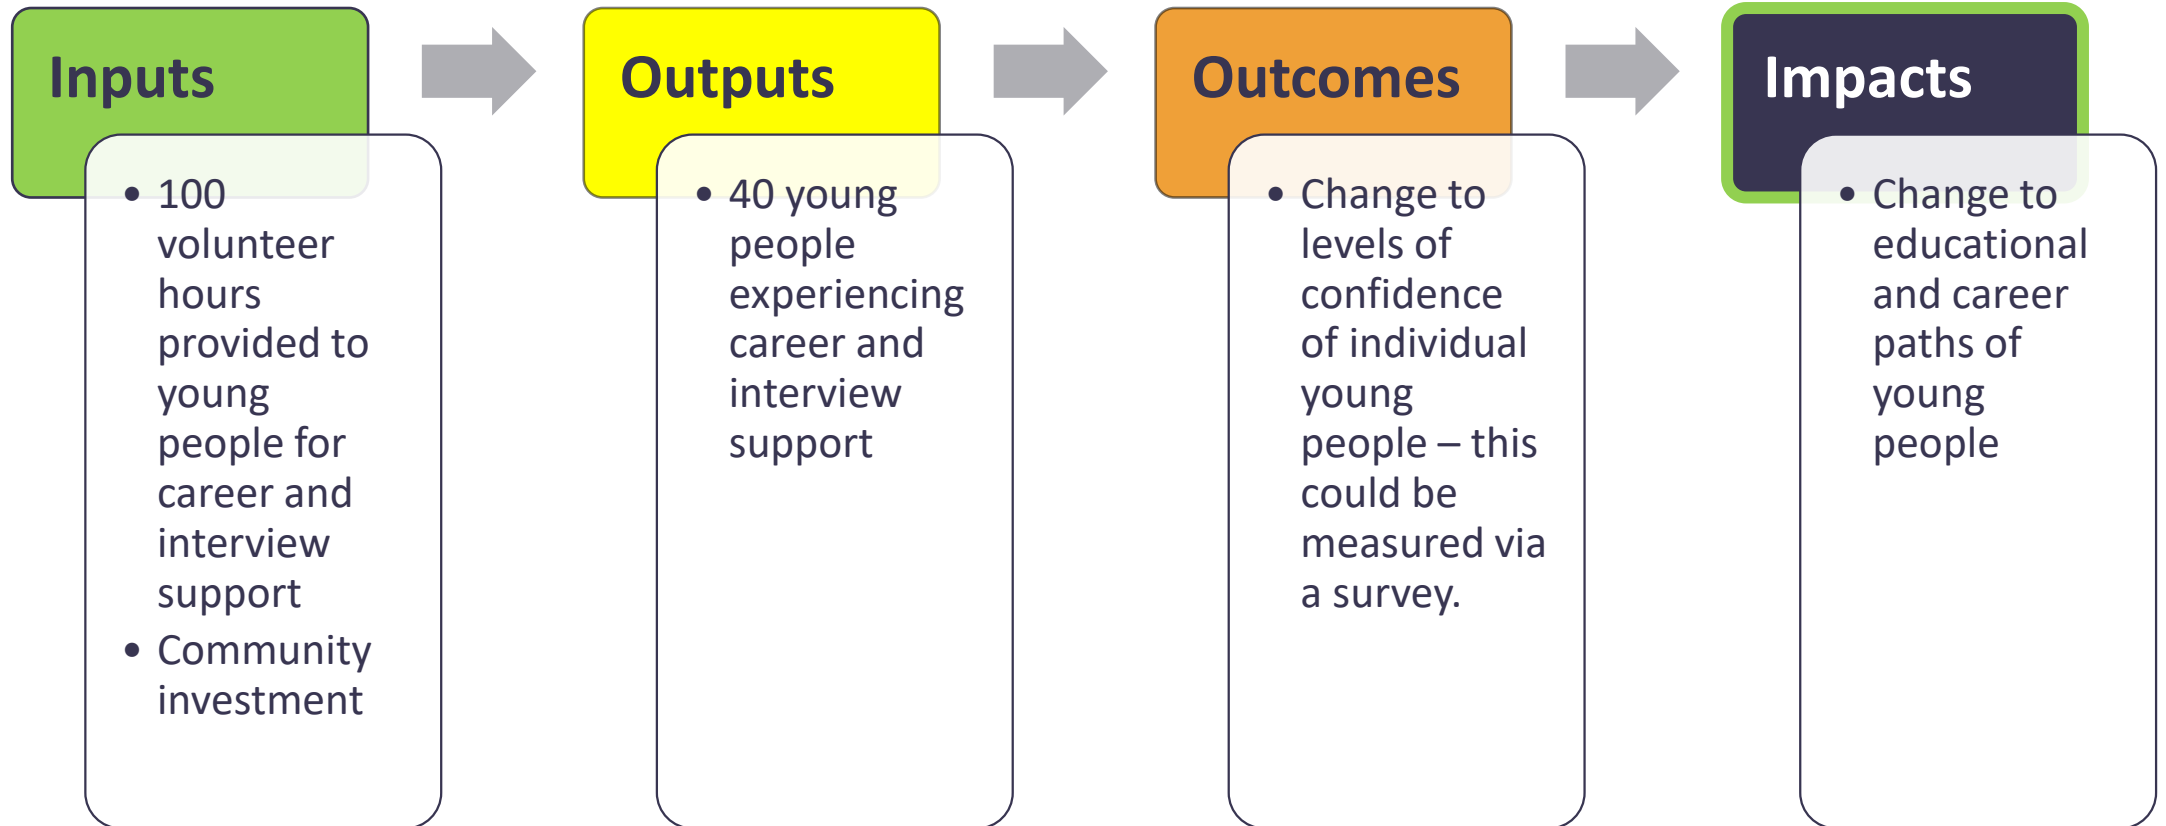 Inputs
• 100
volunteer
hours
provided to
young
people for
career and
interview
support
• Community
investment
Outputs
• 40 young
people
experiencing
career and
interview
support
Outcomes
• Change to
levels of
confidence
of individual
young
people – this
could be
measured via
a survey.
Impacts
• Change to
educational
and career
paths of
young
people